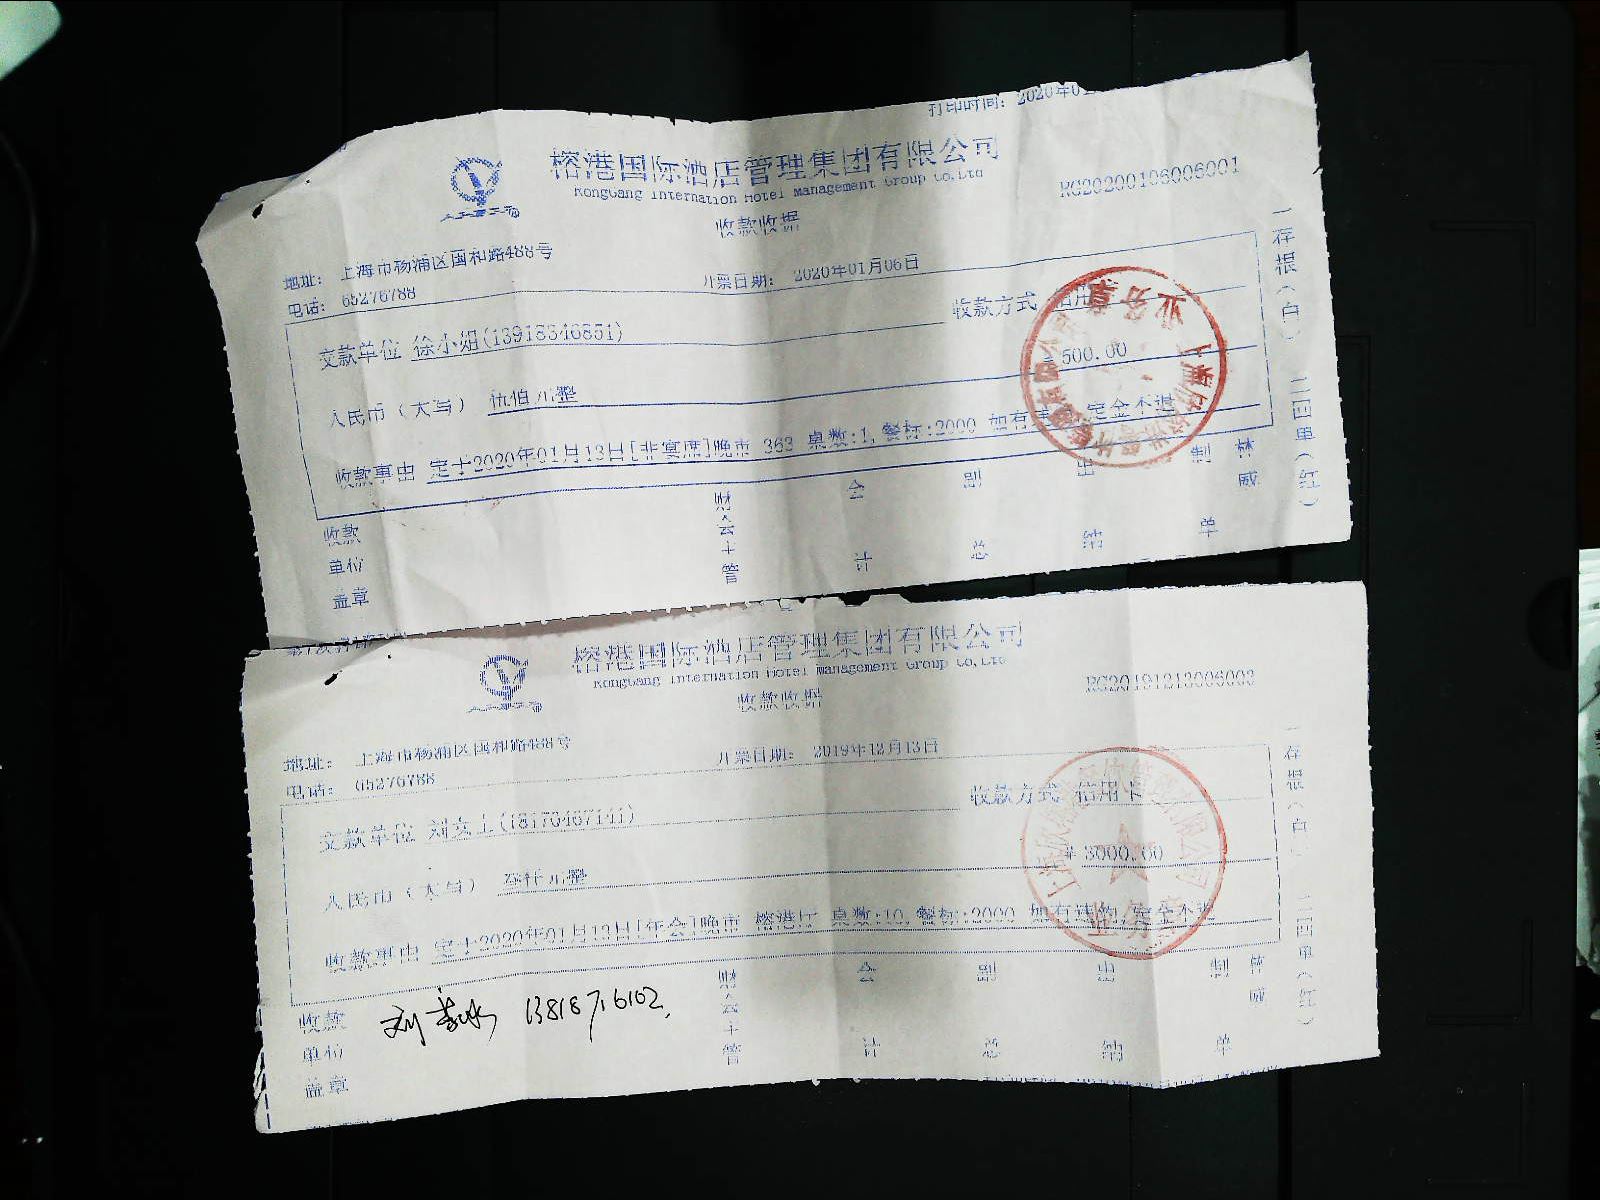 打印时间：2020年01
榕港国际酒店管理集团有限公司
RongGang International Hotel Management Group Co,Ltd
RC20200106006001
收款收据
地址：上海市杨浦区国和路488号
开票日期：2020年01月06日
电话：65276788
交款单位 徐小姐(13918346851)
收款方式 信用
人民币（大写） 伍佰元整
500.00
收款事由 定于2020年01月13日[非宴席]晚市 363 桌数:1,餐标:2000 如有违约,定金不退
收款单位盖章
财会主管
会计
副总
出纳
制单
林威
一存根（白） 二回单（红）
榕港国际酒店管理集团有限公司
RongGang International Hotel Management Group Co,Ltd
RC20191213006003
收款收据
地址：上海市杨浦区国和路488号
开票日期：2019年12月13日
电话：65276788
交款单位 刘女士
收款方式 信用卡
人民币（大写） 叁仟元整
¥ 3000.00
收款事由 定于2020年01月13日[年会]晚市 榕港厅 桌数:10,餐标:2000 如有违约,定金不退
收款单位盖章
刘 13818716102
财会主管
会计
副总
出纳
制单
林威
一存根（白） 二回单（红）